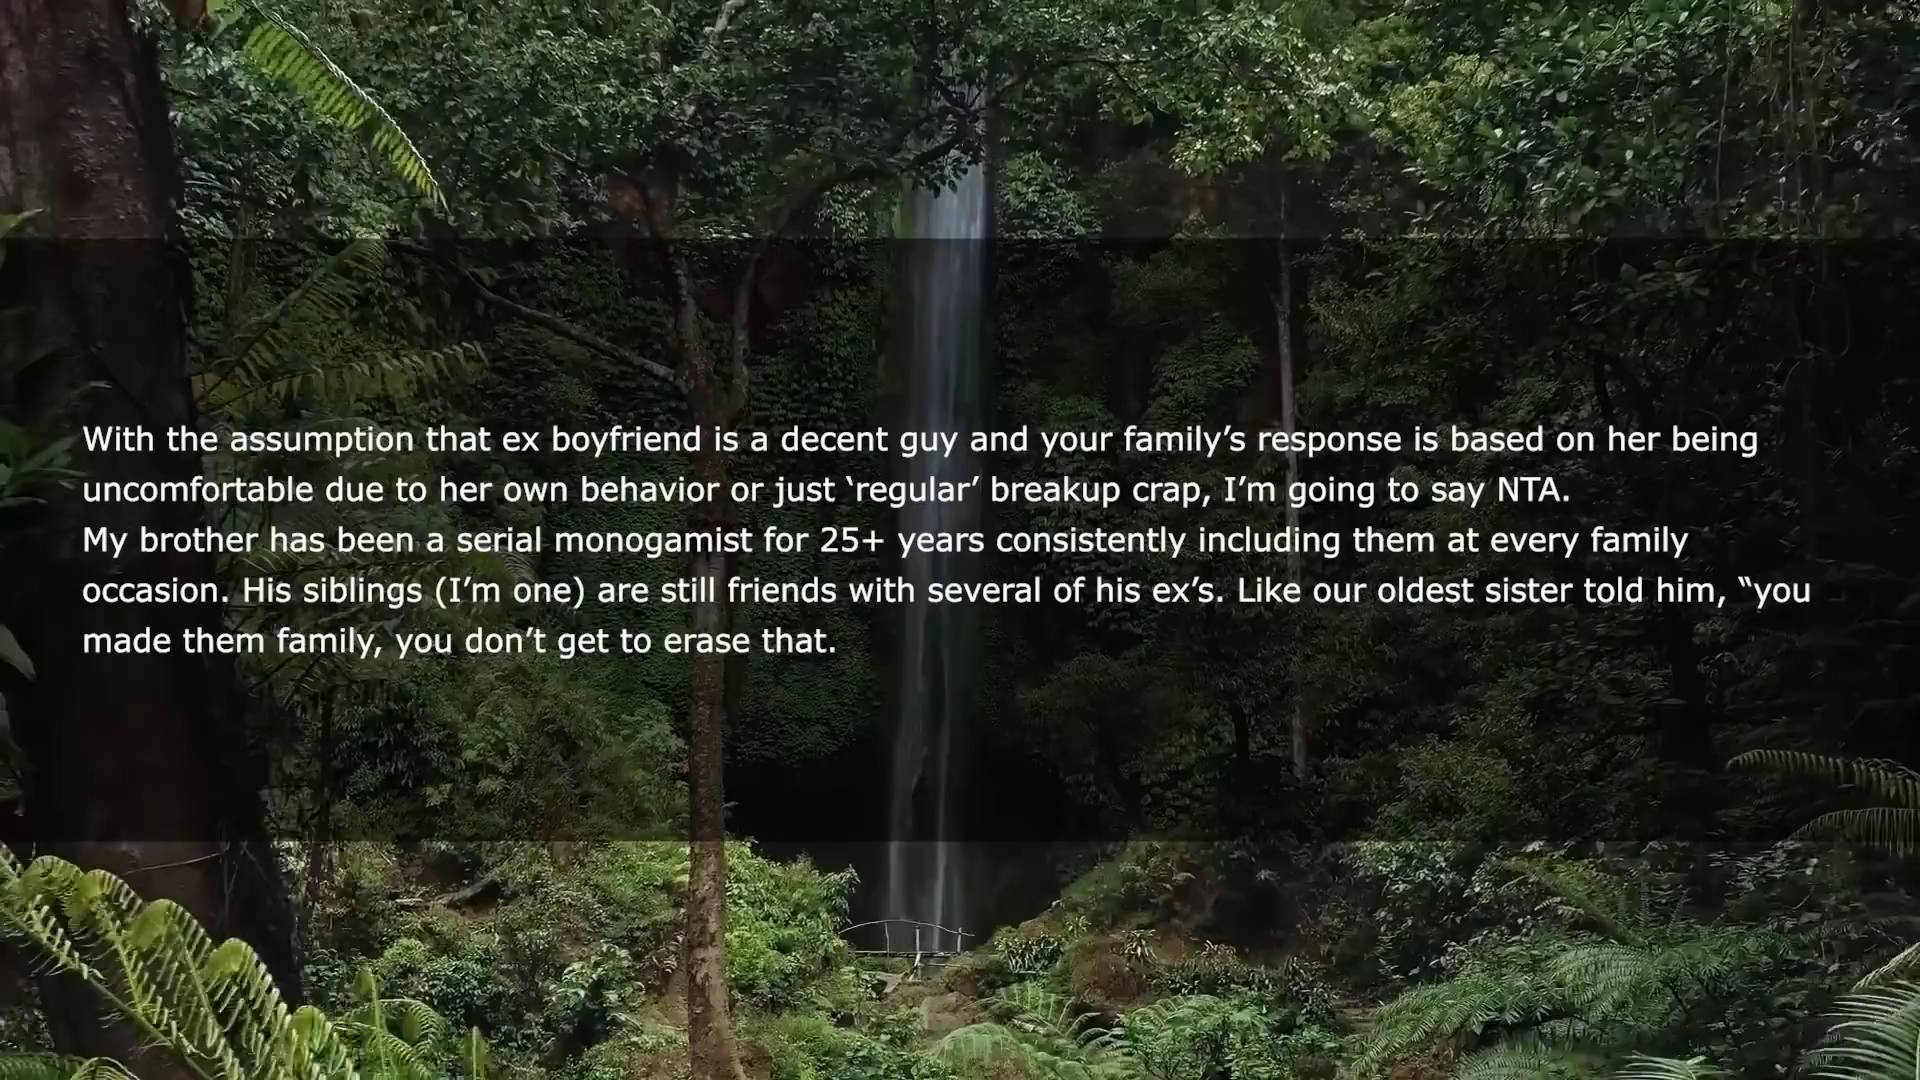 With the assumption that ex boyfriend is a decent guy and your family’s response is based on her being
uncomfortable due to her own behavior or just ‘regular’ breakup crap, I’m going to say NTA.
My brother has been a serial monogamist for 25+ years consistently including them at every family
occasion. His siblings (I’m one) are still friends with several of his ex’s. Like our oldest sister told him, “you
made them family, you don’t get to erase that.